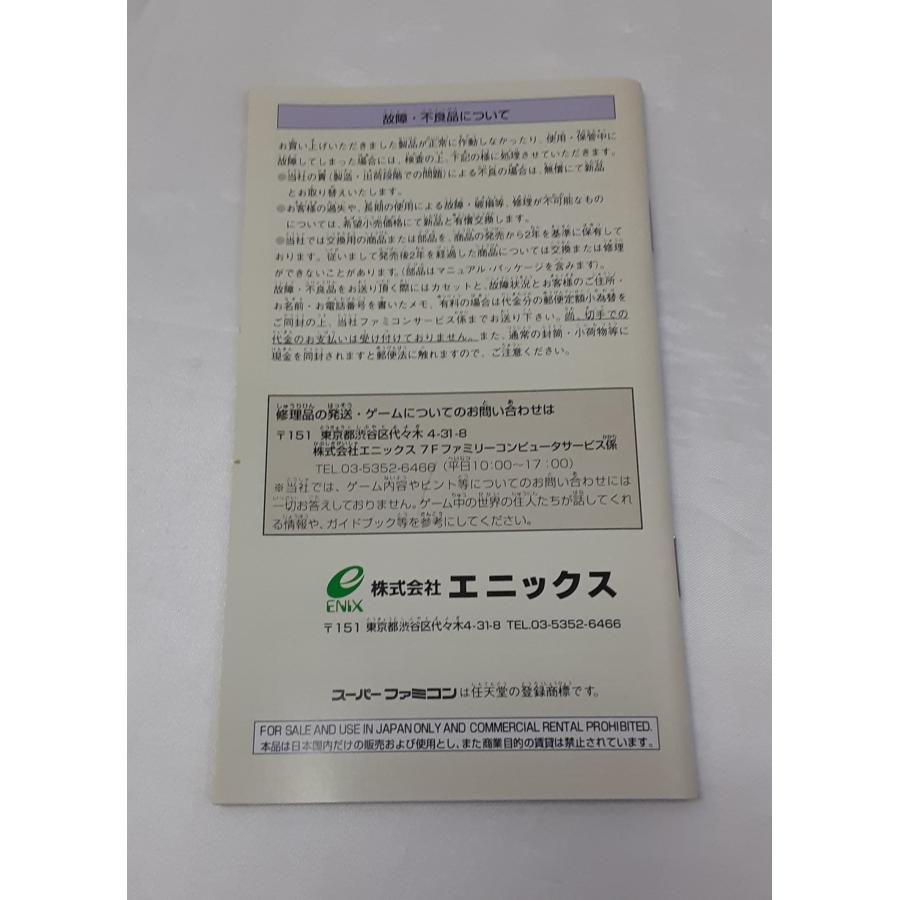 故障・不良品について
お買い上げいただきました製品が正常に作動しなかったり、使用・保管中に
故障してしまった場合には、検査の上、下記の様に処理させていただきます。
●当社の責(製造・出荷段階での問題)による不良の場合は、無償にて新品
とお取り替えいたします。
●お客様の過失や、長期の使用による故障・破損等、修理が不可能なもの
については、希望小売価格にて新品と有償交換します。
●当社では交換用の商品または部品を、商品の発売から2年を基準に保有して
おります。従いまして発売後2年を経過した商品については交換または修理
ができないことがあります。(部品はマニュアル・パッケージを含みます)。
故障・不良品をお送り頂く際にはカセットと、故障状況とお客様のご住所・
お名前・お電話番号を書いたメモ、有料の場合は代金分の郵便定額小為替を
ご同封の上、当社ファミコンサービス係までお送り下さい。尚、切手での
代金のお支払いは受け付けておりません。また、通常の封筒・小荷物等に
現金を同封されますと郵便法に触れますので、ご注意ください。
修理品の発送・ゲームについてのお問い合わせは
〒151 東京都渋谷区代々木 4-31-8
株式会社エニックス 7F ファミリーコンピュータサービス係
TEL.03-5352-6466 (平日10:00〜17:00)
※当社では、ゲーム内容やヒント等についてのお問い合わせには
一切お答えしておりません。ゲーム中の世界の住人たちが話してくれ
る情報や、ガイドブック等を参考にしてください。
ENIX 株式会社 エニックス
〒151 東京都渋谷区代々木4-31-8 TEL.03-5352-6466
スーパーファミコンは任天堂の登録商標です。
FOR SALE AND USE IN JAPAN ONLY AND COMMERCIAL RENTAL PROHIBITED.
本品は日本国内だけの販売および使用とし、また商業目的の賃貸は禁止されています。